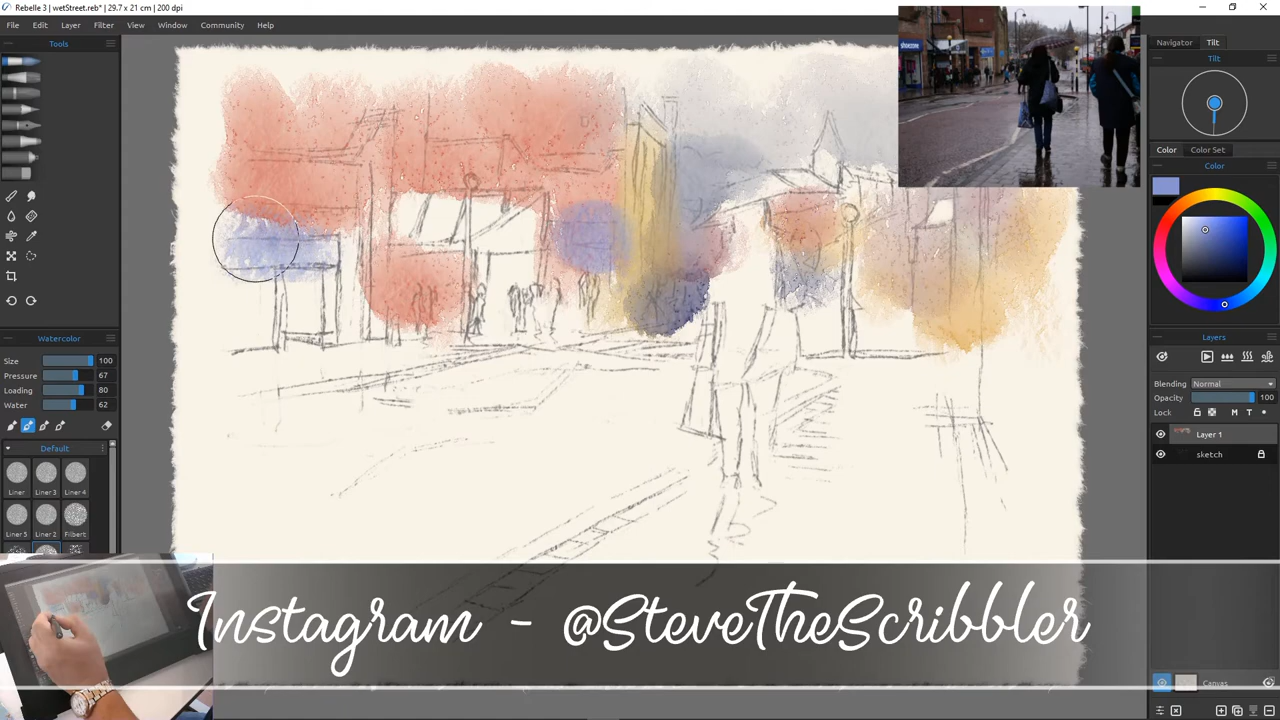 Rebelle 3 | wetStreet.reb* | 29.7 x 21 cm | 200 dpi
File Edit Layer Filter View Window Community Help
Tools
Navigator Tilt
Tilt
Color Color Set
Color
Watercolor
Size 100
Pressure 67
Loading 80
Water 62
Default
Liner Liner 3 Liner 4
Liner 5 Liner 2 Filbert
Layers
Blending Normal
Opacity 100
Lock M T
Layer 1
sketch
Canvas
Instagram - @SteveTheScribbler